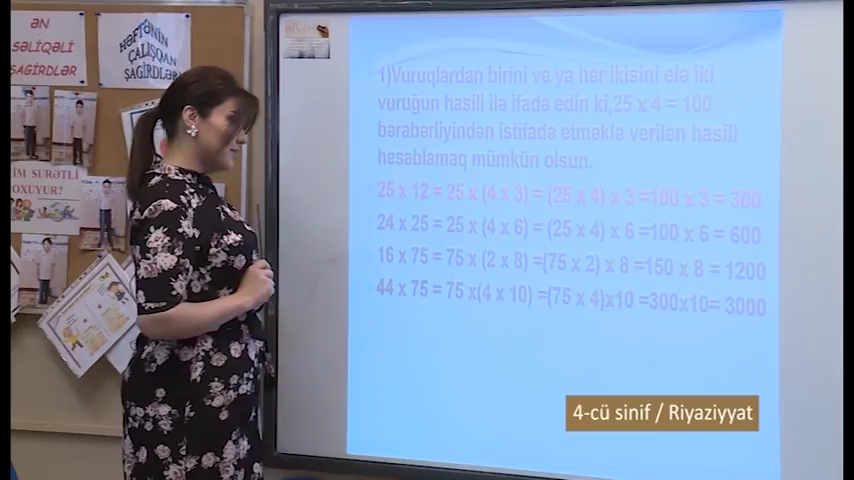 ƏN
SƏLİQƏLİ
ŞAGİRDLƏR
HƏFTƏNİN
ÇALIŞQAN
ŞAGİRDLƏRİ
SÜRƏTLİ
OXUYUR?
1)Vuruqlardan birini və ya hər ikisini elə iki
vuruğun hasili ilə ifadə edin ki,25 x 4 = 100
bərabərliyindən istifadə etməklə verilən hasili
hesablamaq mümkün olsun.
25 x 12 = 25 x (4 x 3) = (25 x 4) x 3 =100 x 3 = 300
24 x 25 = 25 x (4 x 6) = (25 x 4) x 6 =100 x 6 = 600
16 x 75 = 75 x (2 x 8) =(75 x 2) x 8 =150 x 8 = 1200
44 x 75 = 75 x(4 x 10) =(75 x 4)x10 =300x10= 3000
4-cü sinif / Riyaziyyat